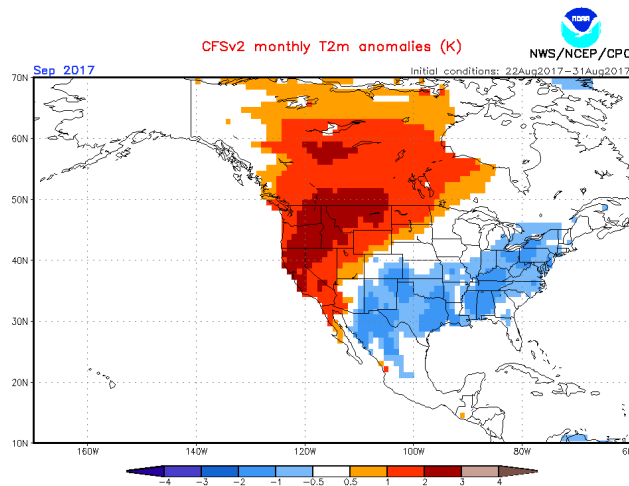 NOAA
CFSv2 monthly T2m anomalies (K)
NWS/NCEP/CPC
Sep 2017
Initial conditions: 22Aug2017-31Aug2017
70N
60N
50N
40N
30N
20N
10N
160W 140W 120W 100W 80W 60
-4 -3 -2 -1 -0.5 0.5 1 2 3 4